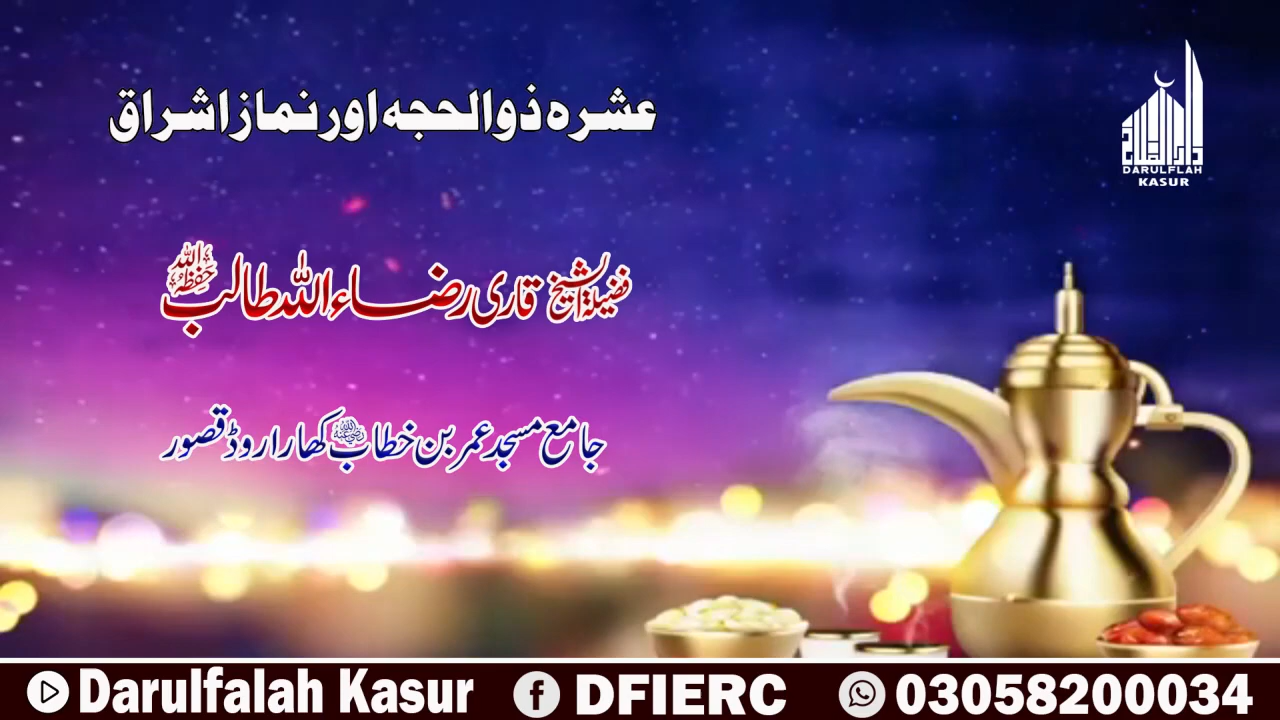 عشرہ ذوالحجہ اور نماز اشراق
دارالفلاح
DARULFLAH
KASUR
فضیلۃ الشیخ قاری رضاء اللہ طالب حفظہ اللہ
جامع مسجد عمر بن خطاب رضی اللہ عنہ کھارا روڈ قصور
Darulfalah Kasur
DFIERC
03058200034